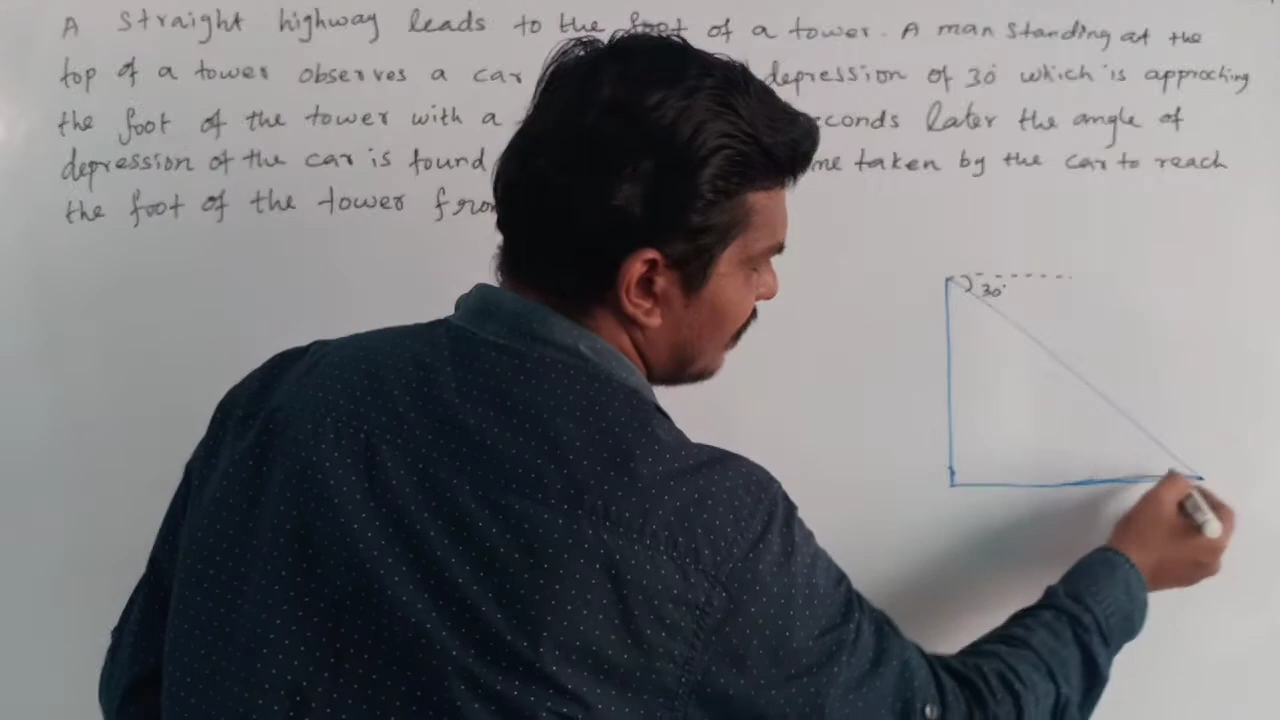 A straight highway leads to the foot of a tower. A man standing at the
top of a tower observes a car depression of 30° which is approching
the foot of the tower with a conds later the angle of
depression of the car is found me taken by the car to reach
the foot of the tower from
30°